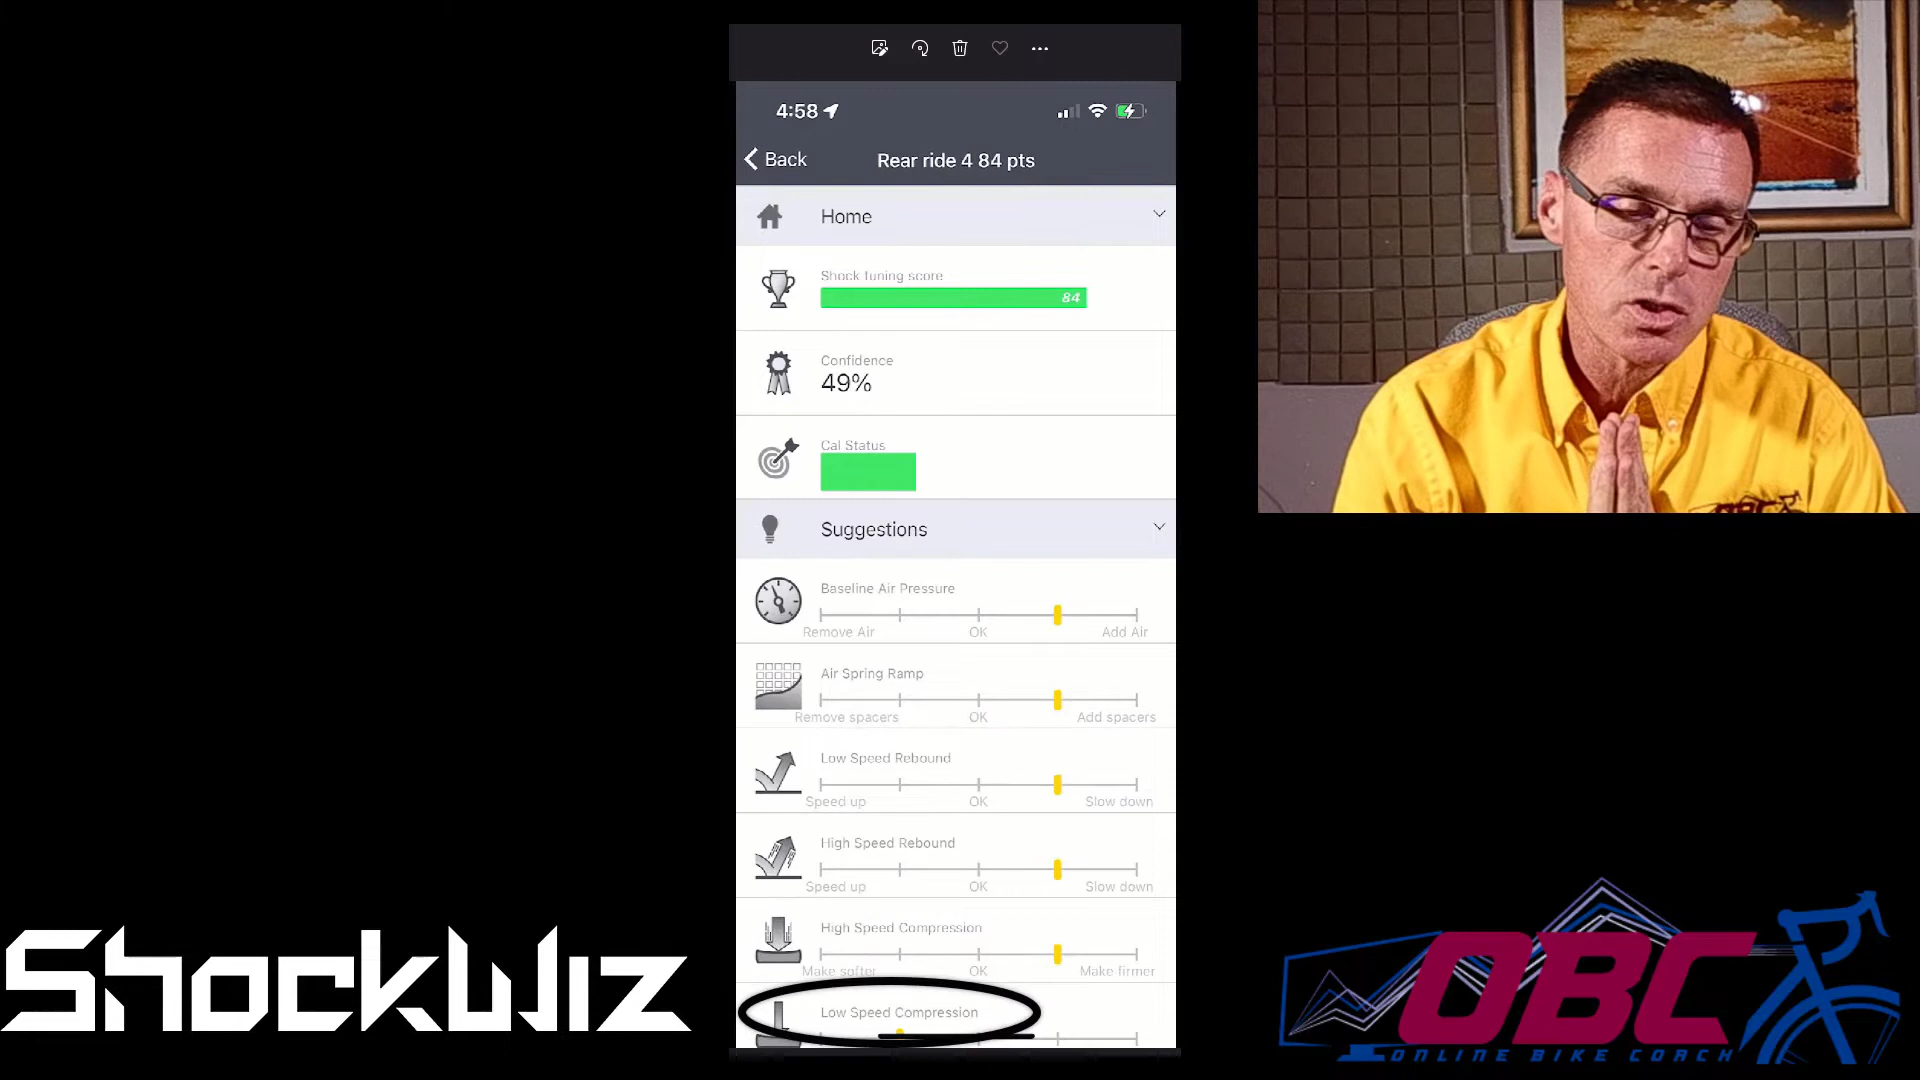 4:58
Back
Rear ride 4 84 pts
Home
Shock tuning score
84
Confidence
49%
Cal Status
Suggestions
Baseline Air Pressure
Remove Air OK Add Air
Air Spring Ramp
Remove spacers OK Add spacers
Low Speed Rebound
Speed up OK Slow down
High Speed Rebound
Speed up OK Slow down
High Speed Compression
Make softer OK Make firmer
Low Speed Compression
ShockWiz
OBC
ONLINE BIKE COACH
OBC